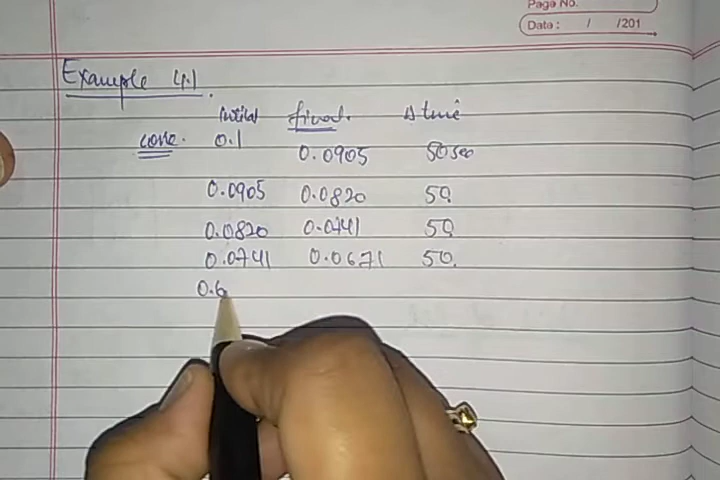 Page No.
Date : / /201
Example 4.1
Initial final. Δ time
conc. 0.1 0.0905 50 sec
0.0905 0.0820 50.
0.0820 0.0741 50.
0.0741 0.0671 50.
0.6